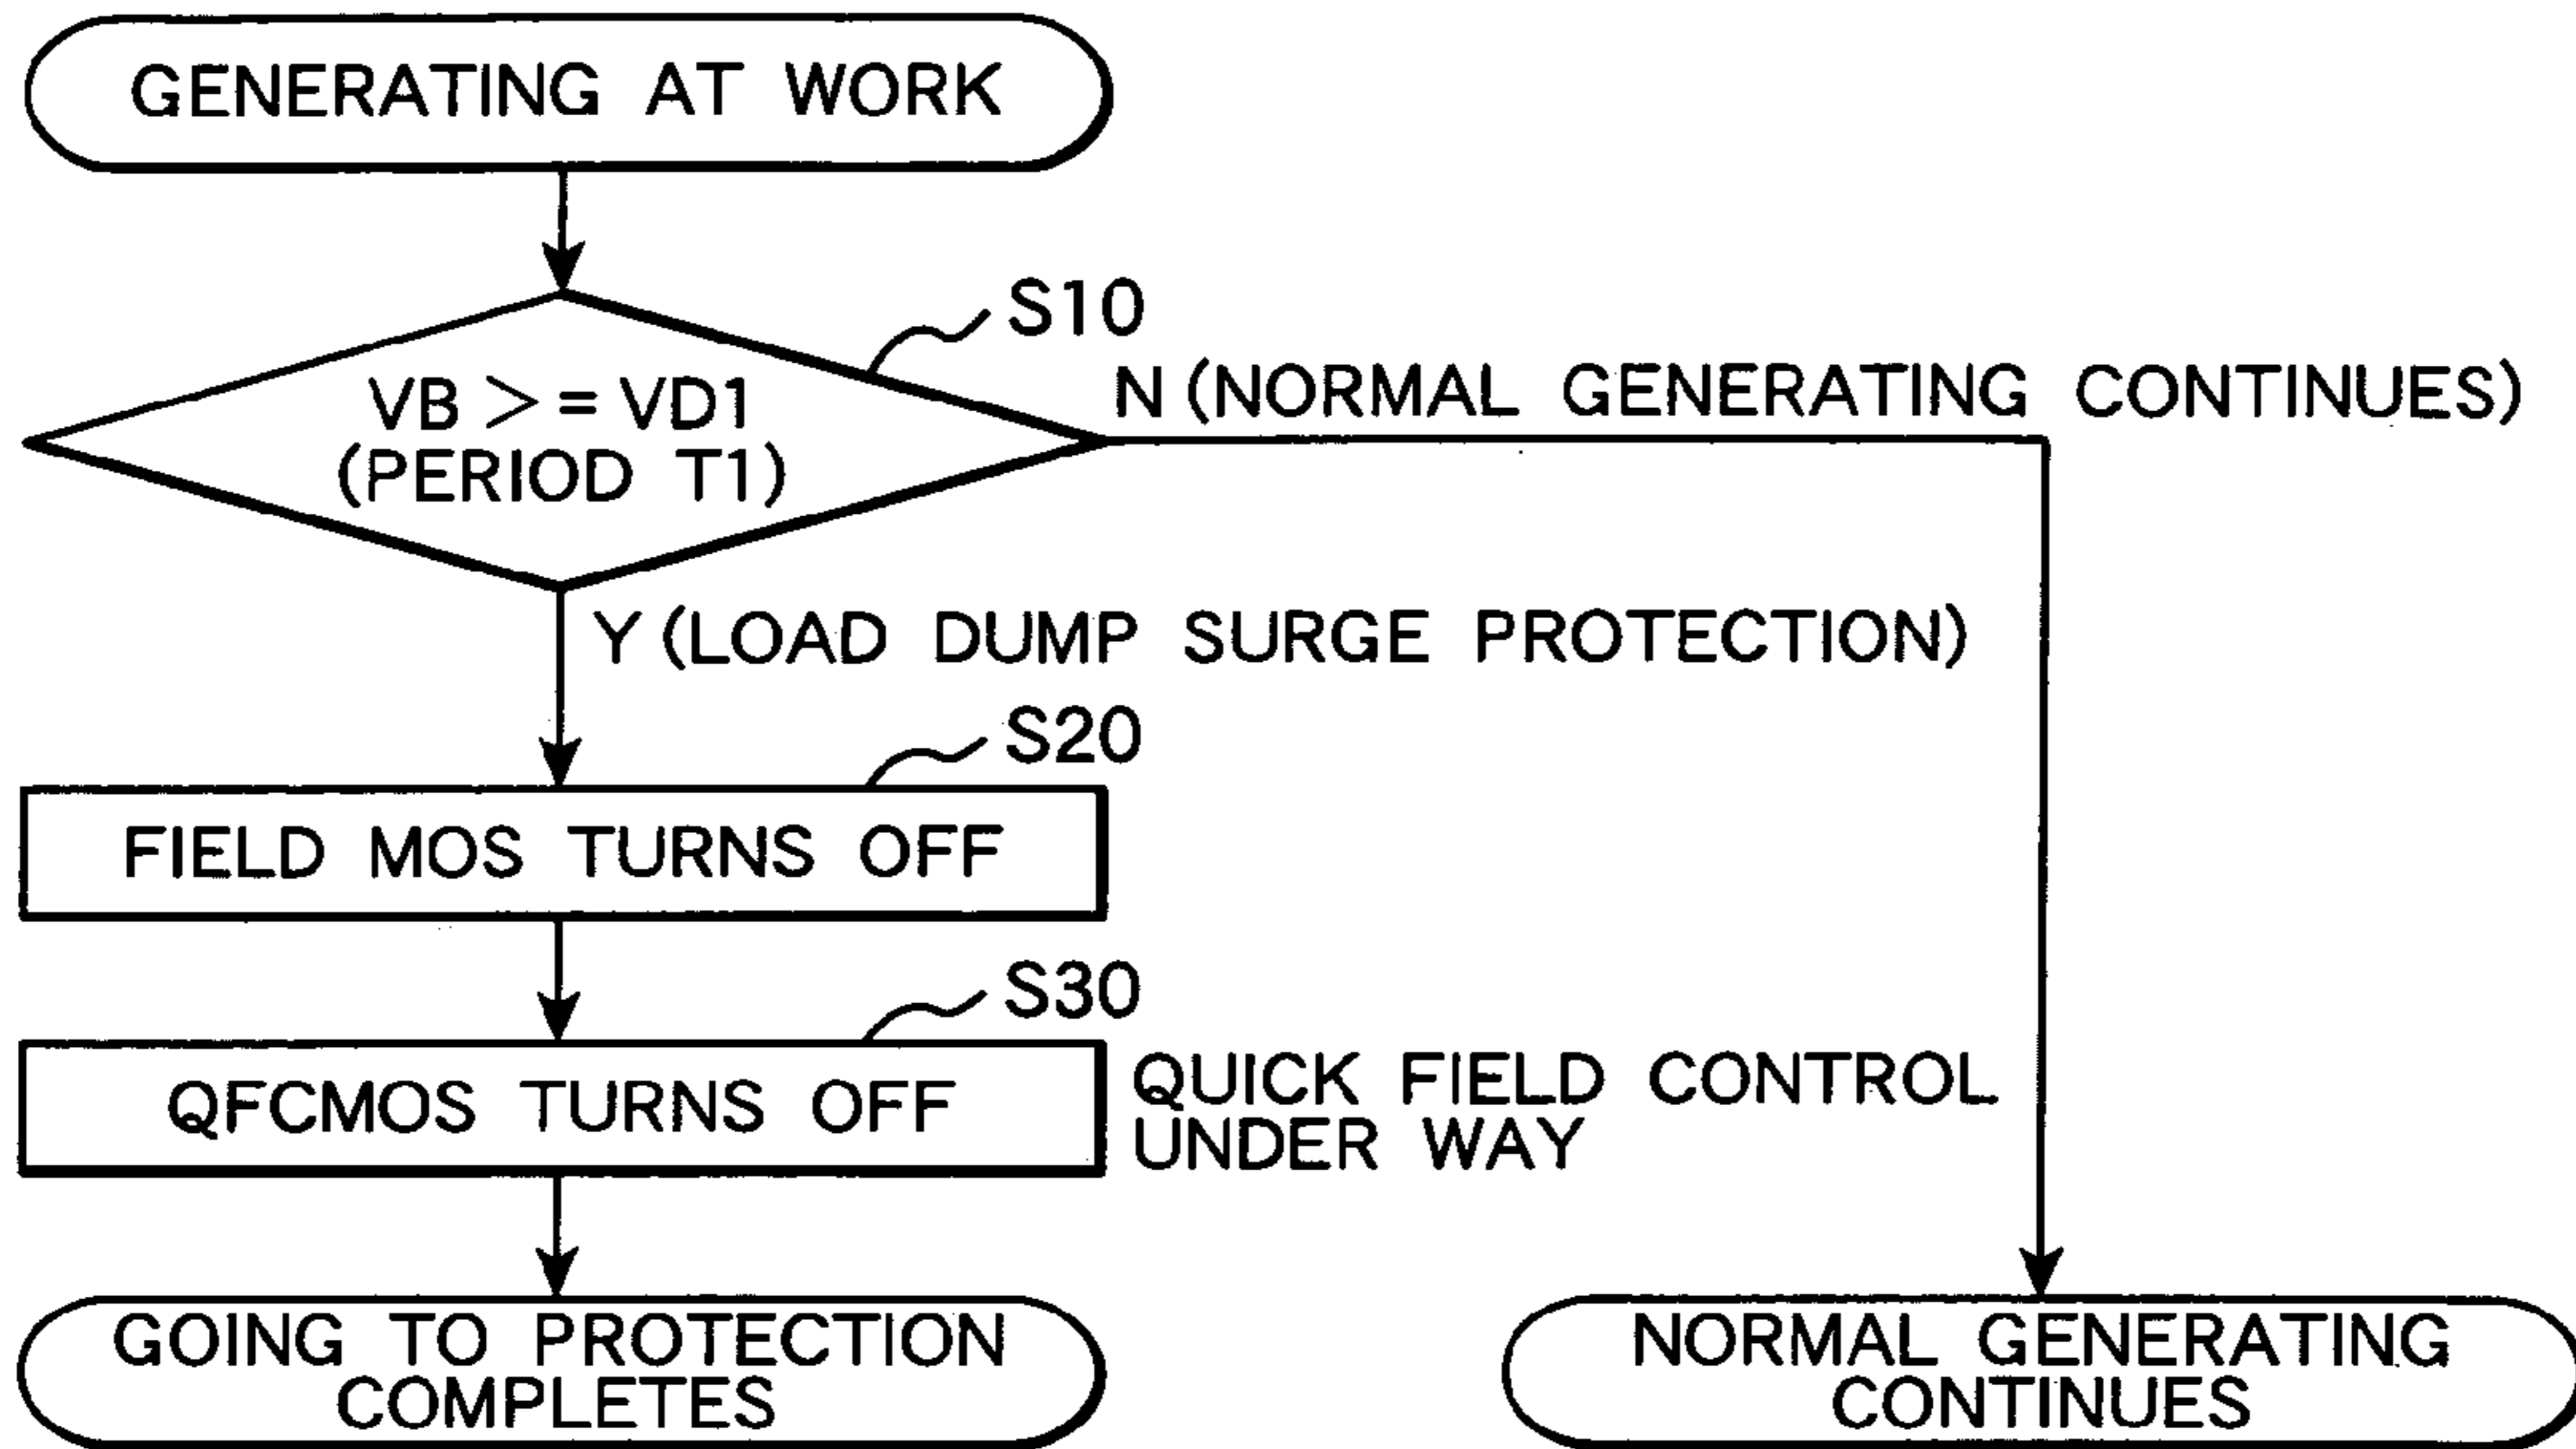 GENERATING AT WORK
S10
VB >= VD1
(PERIOD T1)
N (NORMAL GENERATING CONTINUES)
Y (LOAD DUMP SURGE PROTECTION)
S20
FIELD MOS TURNS OFF
S30
QFCMOS TURNS OFF
QUICK FIELD CONTROL
UNDER WAY
GOING TO PROTECTION
COMPLETES
NORMAL GENERATING
CONTINUES